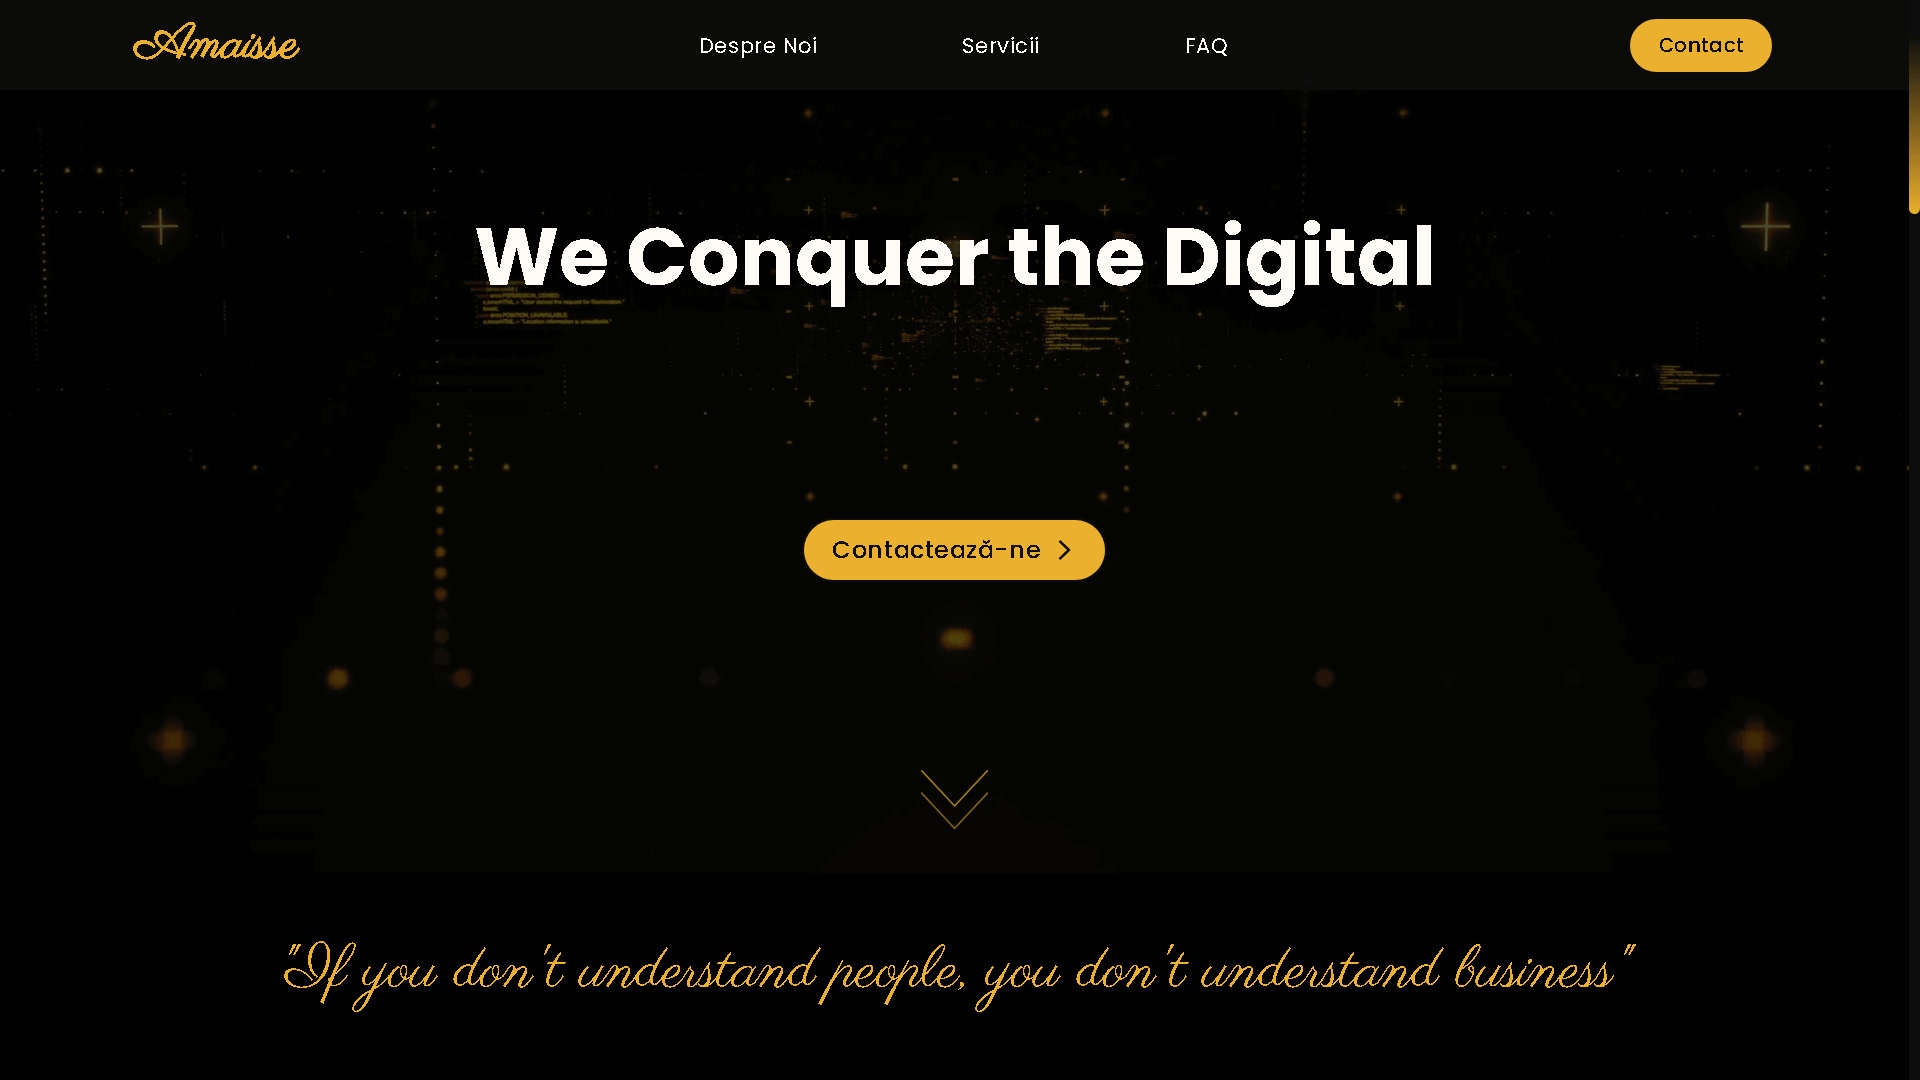 Amaisse
Despre Noi
Servicii
FAQ
Contact
We Conquer the Digital
Contactează-ne
"If you don't understand people, you don't understand business"